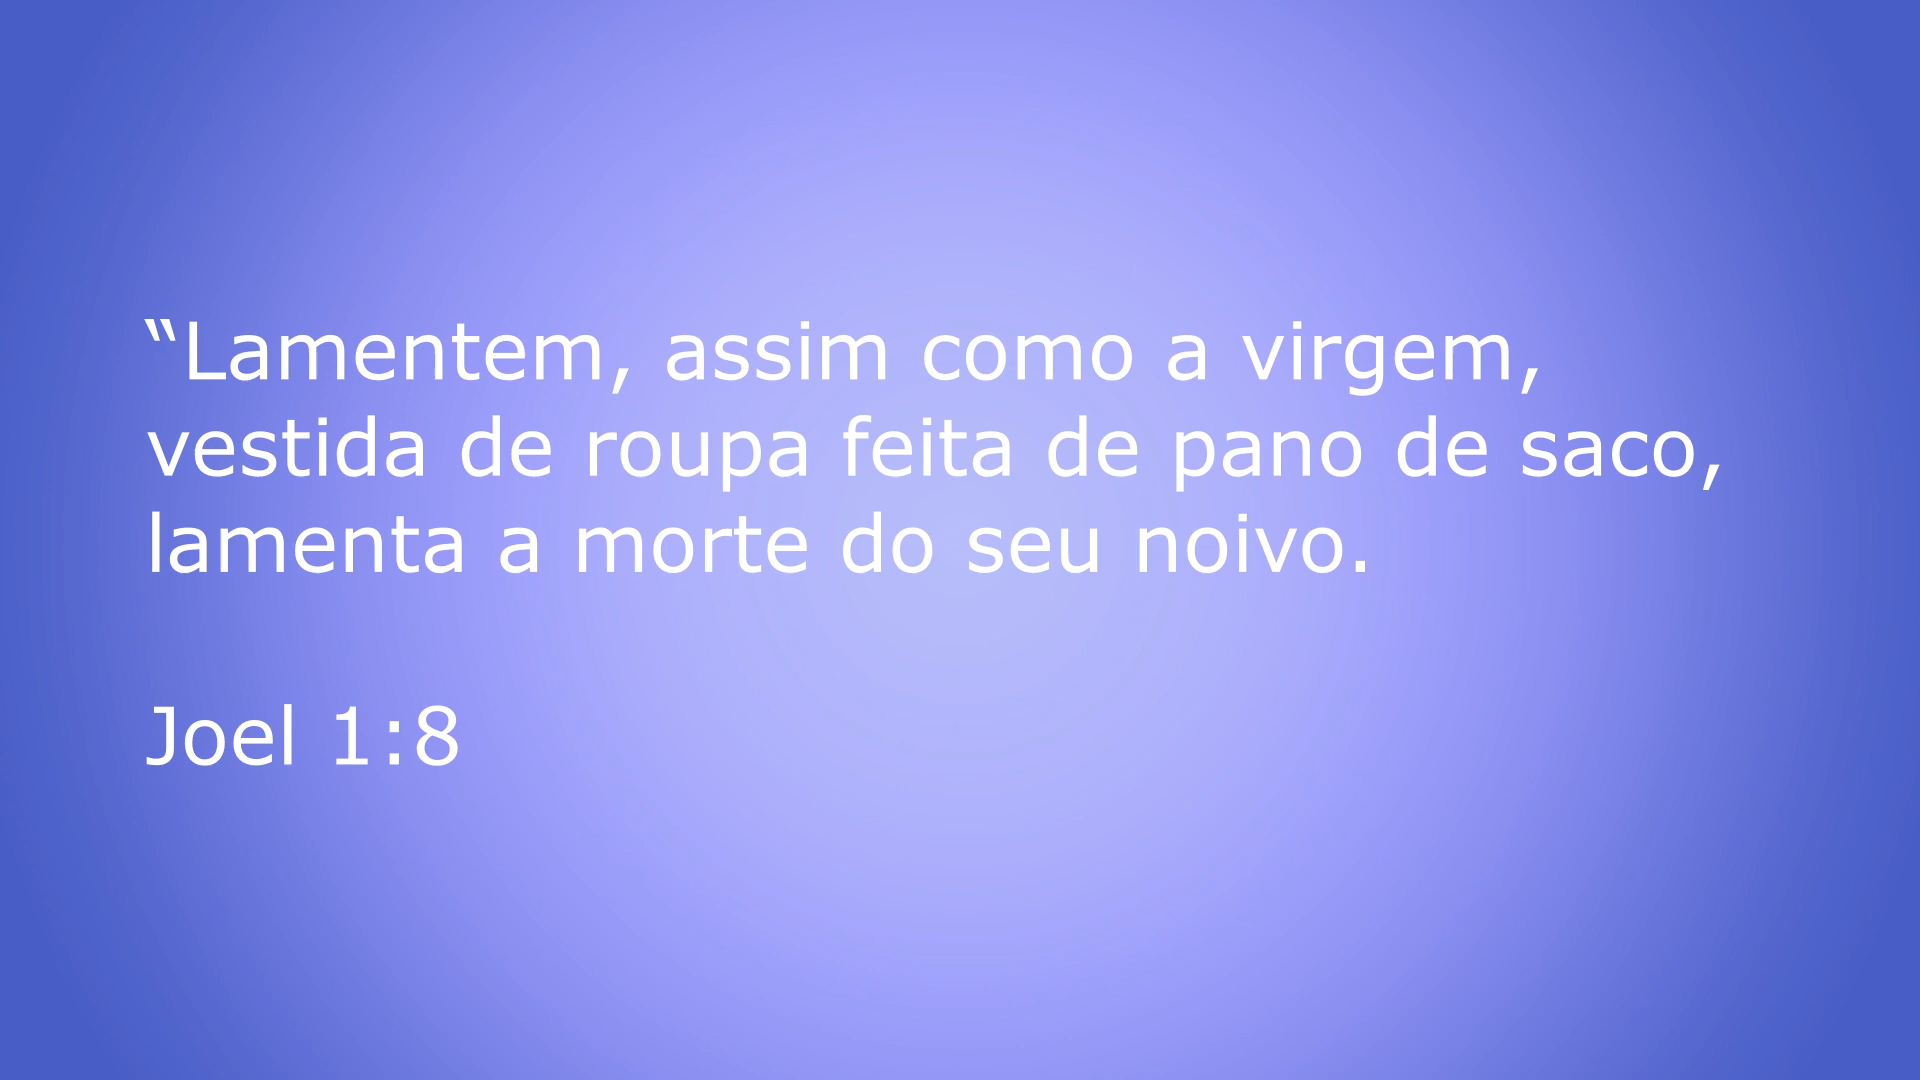 “Lamentem, assim como a virgem,
vestida de roupa feita de pano de saco,
lamenta a morte do seu noivo.
Joel 1:8